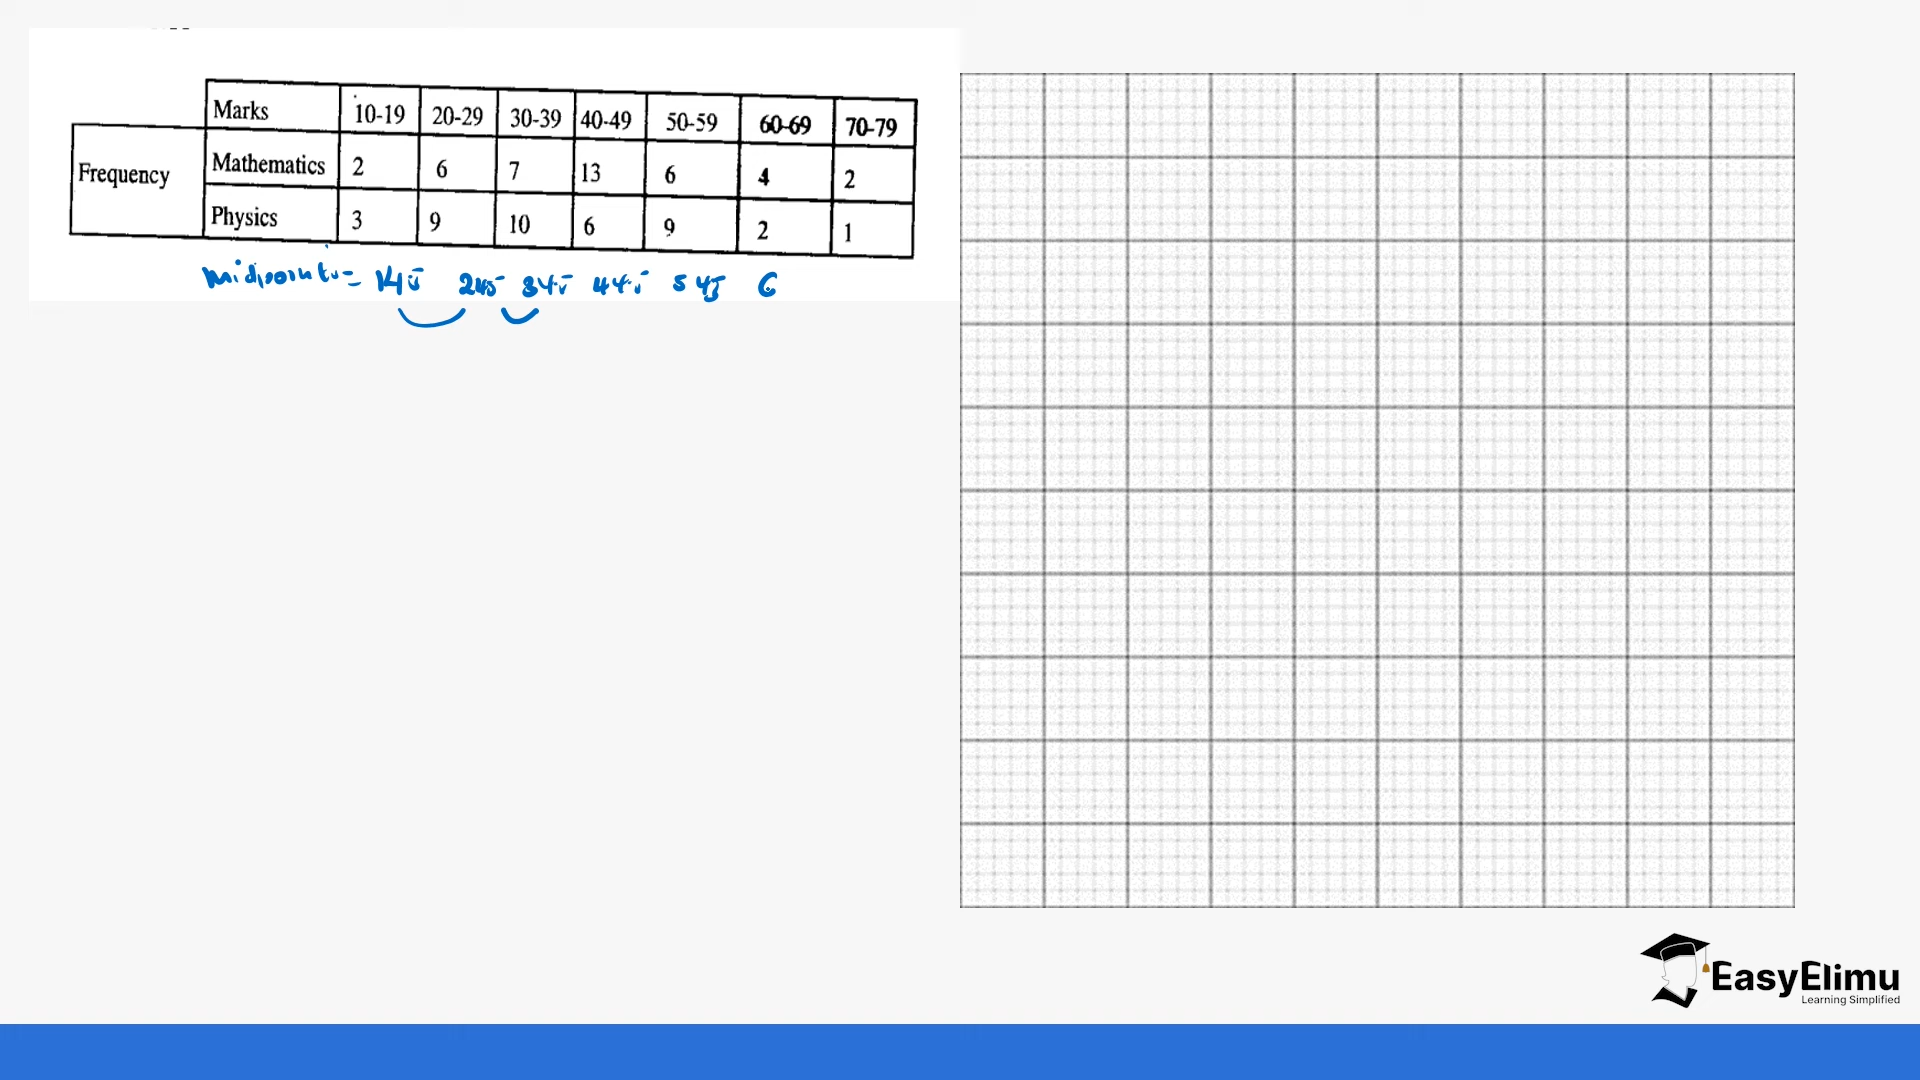 Marks 10-19 20-29 30-39 40-49 50-59 60-69 70-79
Frequency Mathematics 2 6 7 13 6 4 2
Physics 3 9 10 6 9 2 1
midpoints = 14.5 24.5 34.5 44.5 54.5 6
EasyElimu
Learning Simplified